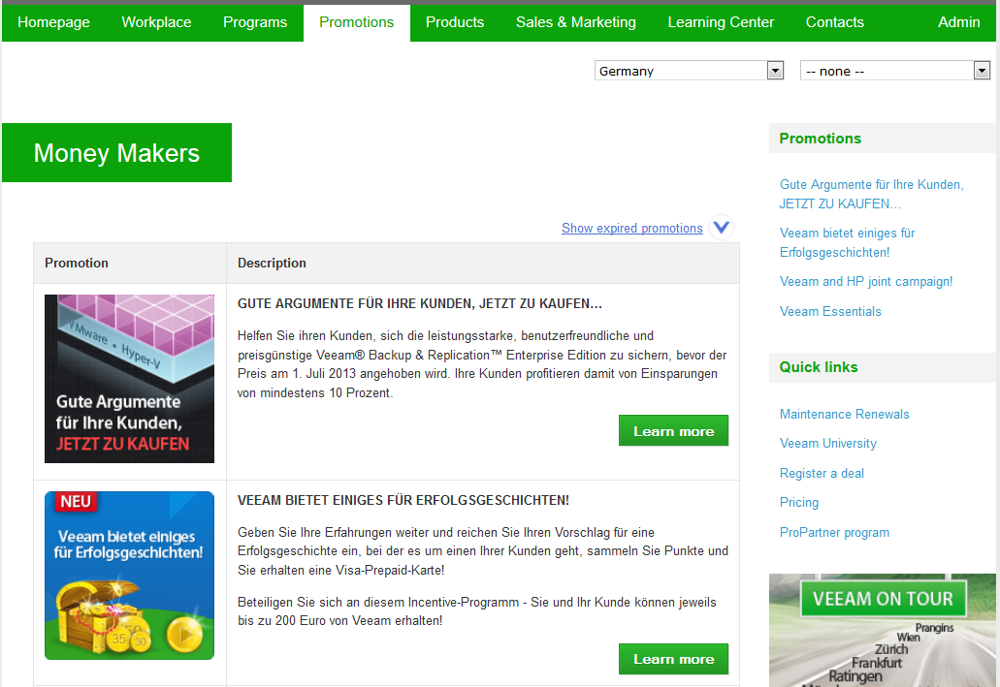 Homepage Workplace Programs Promotions Products Sales & Marketing Learning Center Contacts Admin
Germany -- none --
Money Makers
Show expired promotions
Promotion Description
VMware • Hyper-V
Gute Argumente
für Ihre Kunden,
JETZT ZU KAUFEN
GUTE ARGUMENTE FÜR IHRE KUNDEN, JETZT ZU KAUFEN...
Helfen Sie ihren Kunden, sich die leistungsstarke, benutzerfreundliche und
preisgünstige Veeam® Backup & Replication™ Enterprise Edition zu sichern, bevor der
Preis am 1. Juli 2013 angehoben wird. Ihre Kunden profitieren damit von Einsparungen
von mindestens 10 Prozent.
Learn more
NEU
Veeam bietet einiges
für Erfolgsgeschichten!
35 50 30
VEEAM BIETET EINIGES FÜR ERFOLGSGESCHICHTEN!
Geben Sie Ihre Erfahrungen weiter und reichen Sie Ihren Vorschlag für eine
Erfolgsgeschichte ein, bei der es um einen Ihrer Kunden geht, sammeln Sie Punkte und
Sie erhalten eine Visa-Prepaid-Karte!
Beteiligen Sie sich an diesem Incentive-Programm - Sie und Ihr Kunde können jeweils
bis zu 200 Euro von Veeam erhalten!
Learn more
Promotions
Gute Argumente für Ihre Kunden,
JETZT ZU KAUFEN...
Veeam bietet einiges für
Erfolgsgeschichten!
Veeam and HP joint campaign!
Veeam Essentials
Quick links
Maintenance Renewals
Veeam University
Register a deal
Pricing
ProPartner program
VEEAM ON TOUR
Prangins
Wien
Zürich
Frankfurt
Ratingen